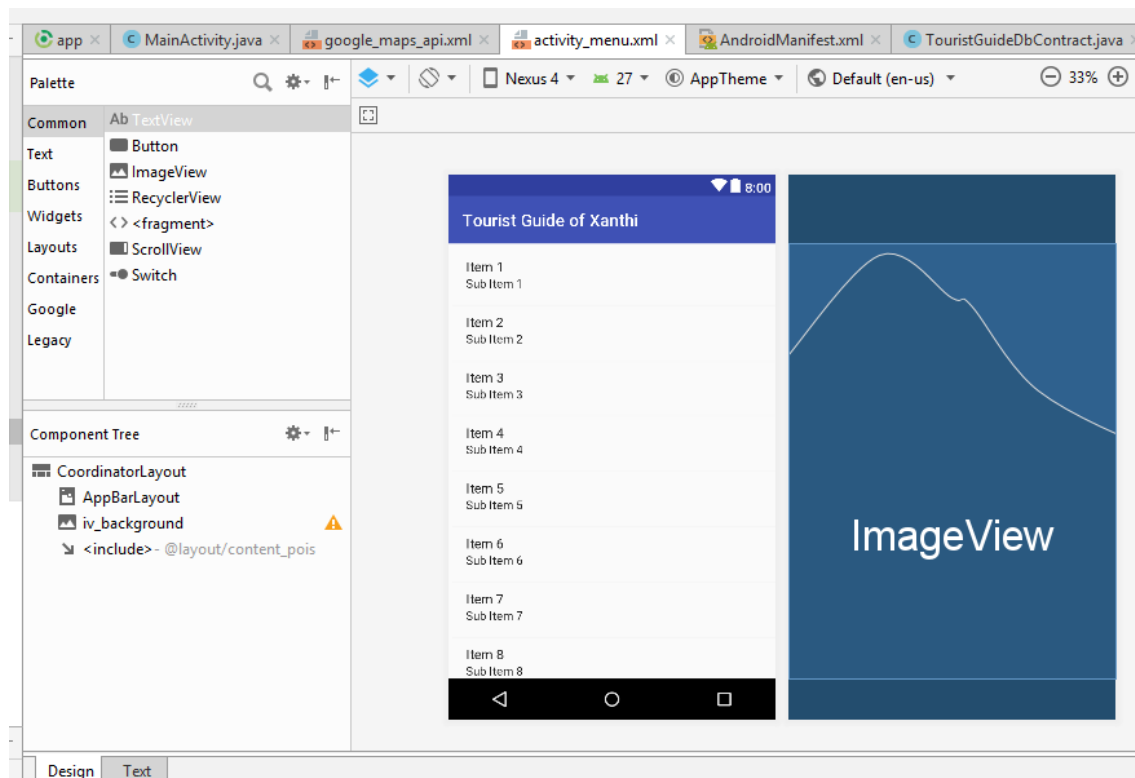 app MainActivity.java google_maps_api.xml activity_menu.xml AndroidManifest.xml TouristGuideDbContract.java
Palette
Nexus 4 27 AppTheme Default (en-us) 33%
Common
Text
Buttons
Widgets
Layouts
Containers
Google
Legacy
Ab TextView
Button
ImageView
RecyclerView
<fragment>
ScrollView
Switch
Component Tree
CoordinatorLayout
AppBarLayout
iv_background
<include> - @layout/content_pois
8:00
Tourist Guide of Xanthi
Item 1
Sub Item 1
Item 2
Sub Item 2
Item 3
Sub Item 3
Item 4
Sub Item 4
Item 5
Sub Item 5
Item 6
Sub Item 6
Item 7
Sub Item 7
Item 8
Sub Item 8
ImageView
Design Text